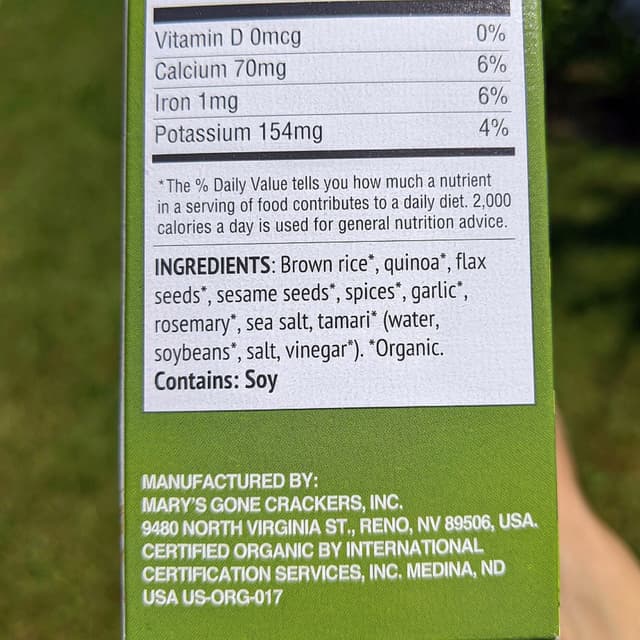 Vitamin D 0mcg 0%
Calcium 70mg 6%
Iron 1mg 6%
Potassium 154mg 4%
*The % Daily Value tells you how much a nutrient
in a serving of food contributes to a daily diet. 2,000
calories a day is used for general nutrition advice.
INGREDIENTS: Brown rice*, quinoa*, flax
seeds*, sesame seeds*, spices*, garlic*,
rosemary*, sea salt, tamari* (water,
soybeans*, salt, vinegar*). *Organic.
Contains: Soy
MANUFACTURED BY:
MARY'S GONE CRACKERS, INC.
9480 NORTH VIRGINIA ST., RENO, NV 89506, USA.
CERTIFIED ORGANIC BY INTERNATIONAL
CERTIFICATION SERVICES, INC. MEDINA, ND
USA US-ORG-017